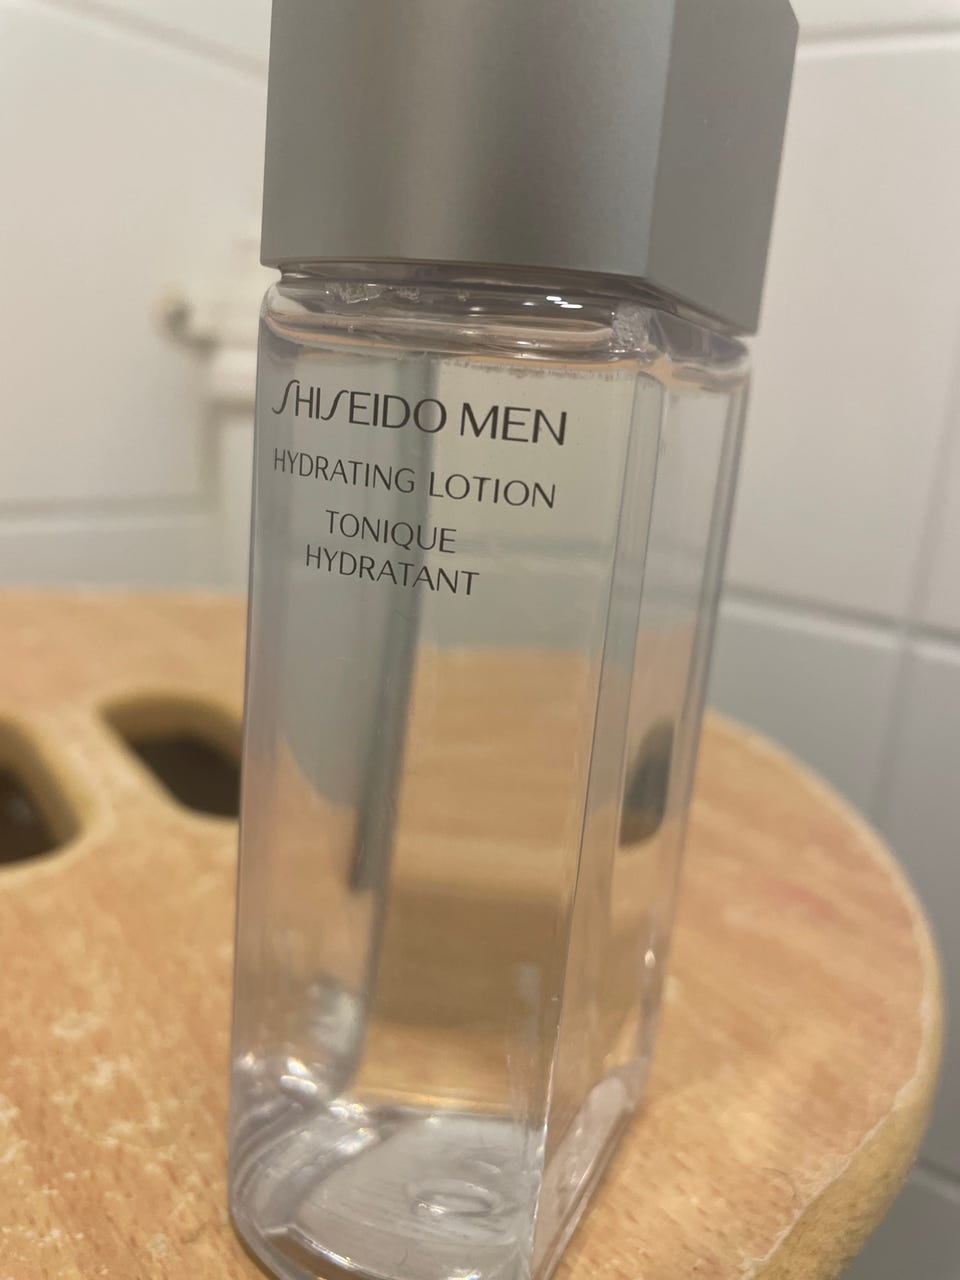 SHISEIDO MEN
HYDRATING LOTION
TONIQUE
HYDRATANT